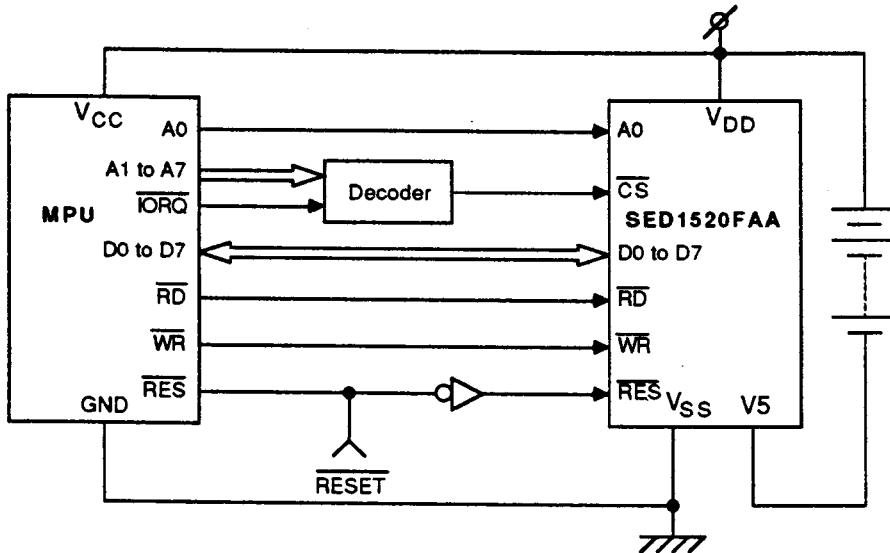 VCC
A0
A1 to A7
IORQ
MPU
D0 to D7
RD
WR
RES
GND
Decoder
RESET
VDD
A0
CS
SED1520FAA
D0 to D7
RD
WR
RES
VSS
V5